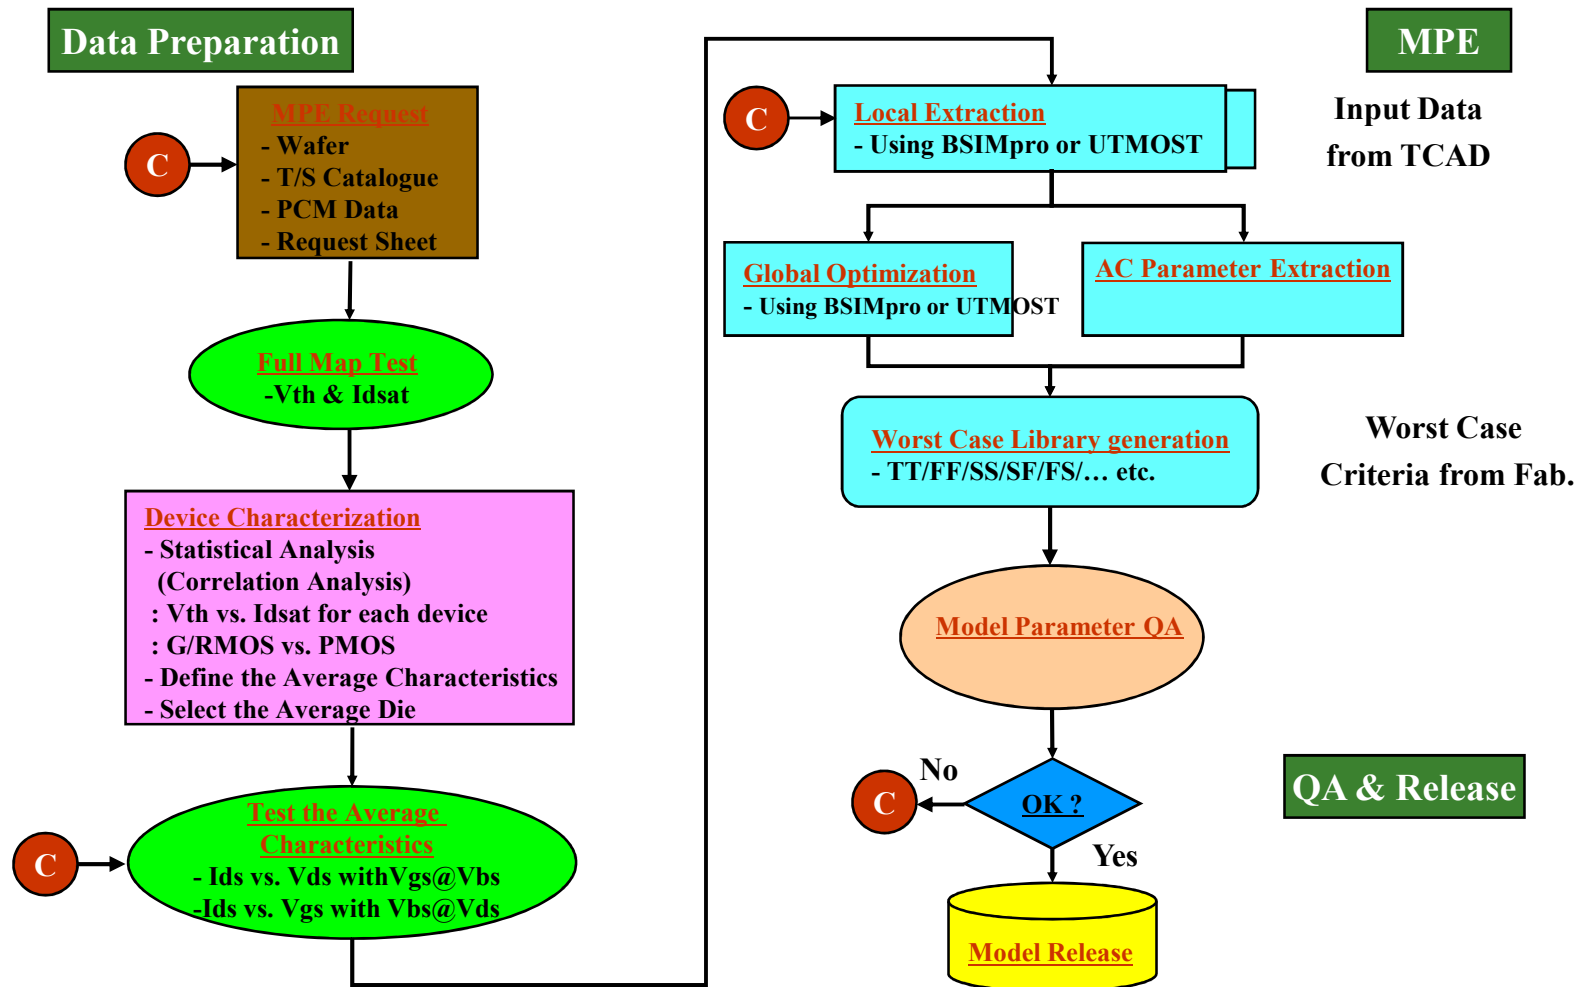 Data Preparation
MPE Request
- Wafer
- T/S Catalogue
- PCM Data
- Request Sheet
C
Full Map Test
-Vth & Idsat
Device Characterization
- Statistical Analysis
(Correlation Analysis)
: Vth vs. Idsat for each device
: G/RMOS vs. PMOS
- Define the Average Characteristics
- Select the Average Die
Test the Average
Characteristics
- Ids vs. Vds withVgs@Vbs
-Ids vs. Vgs with Vbs@Vds
C
MPE
C
Local Extraction
- Using BSIMpro or UTMOST
Input Data
from TCAD
Global Optimization
- Using BSIMpro or UTMOST
AC Parameter Extraction
Worst Case Library generation
- TT/FF/SS/SF/FS/… etc.
Worst Case
Criteria from Fab.
Model Parameter QA
No
C
OK ?
Yes
QA & Release
Model Release